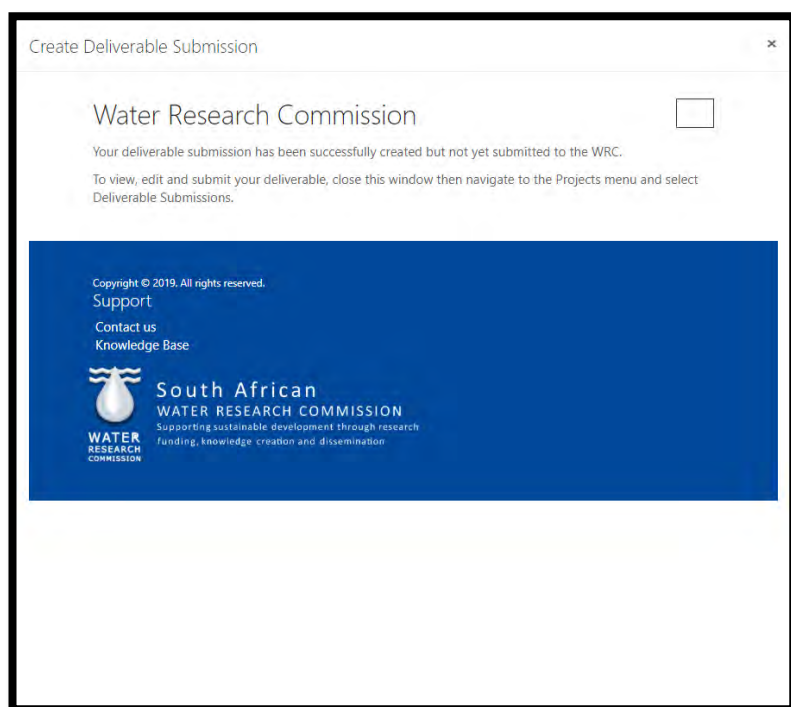 Create Deliverable Submission ×
Water Research Commission
Your deliverable submission has been successfully created but not yet submitted to the WRC.
To view, edit and submit your deliverable, close this window then navigate to the Projects menu and select
Deliverable Submissions.
Copyright © 2019. All rights reserved.
Support
Contact us
Knowledge Base
WATER
RESEARCH
COMMISSION
South African
WATER RESEARCH COMMISSION
Supporting sustainable development through research
funding, knowledge creation and dissemination